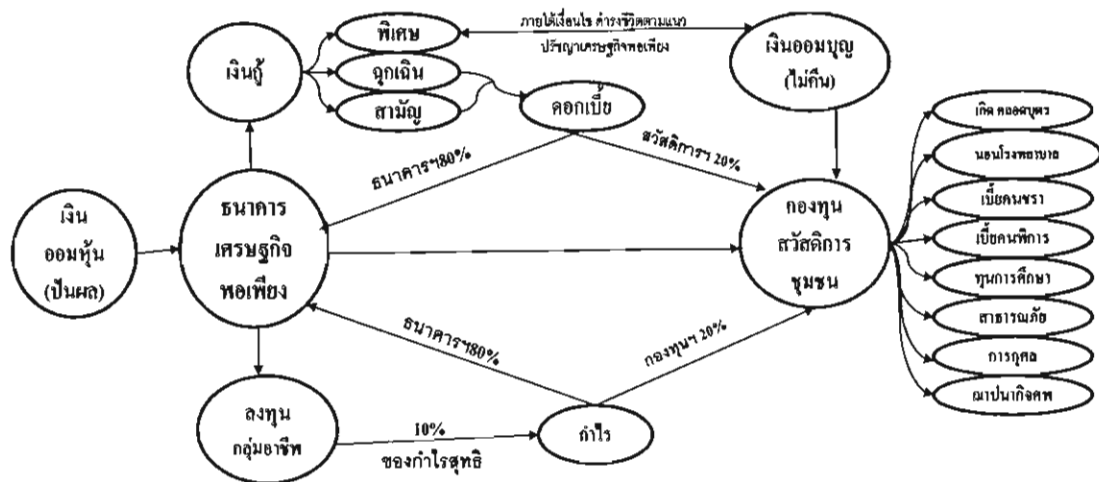 พิเศษ
ภายใต้เงื่อนไข ดำรงชีวิตตามแนว
ปรัชญาเศรษฐกิจพอเพียง
เงินกู้
ฉุกเฉิน
สามัญ
ดอกเบี้ย
เงินออมบุญ
(ไม่คืน)
ธนาคารฯ80%
สวัสดิการฯ 20%
เงิน
ออมหุ้น
(ปันผล)
ธนาคาร
เศรษฐกิจ
พอเพียง
กองทุน
สวัสดิการ
ชุมชน
เกิด คลอดบุตร
นอนโรงพยาบาล
เบี้ยคนชรา
เบี้ยคนพิการ
ทุนการศึกษา
สาธารณภัย
การกุศล
ฌาปนกิจศพ
ธนาคารฯ80%
กองทุนฯ 20%
ลงทุน
กลุ่มอาชีพ
10%
ของกำไรสุทธิ
กำไร